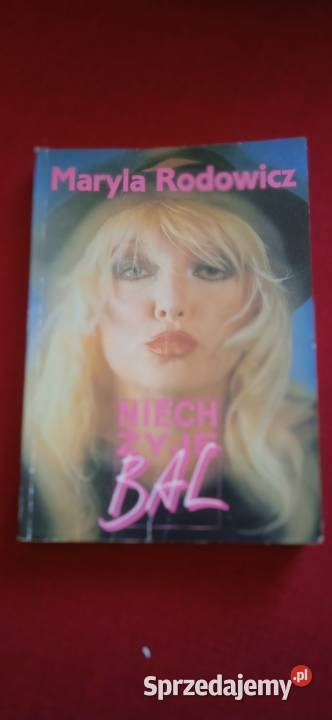 Maryla Rodowicz
NIECH
ŻYJE
BAL
Sprzedajemy.pl